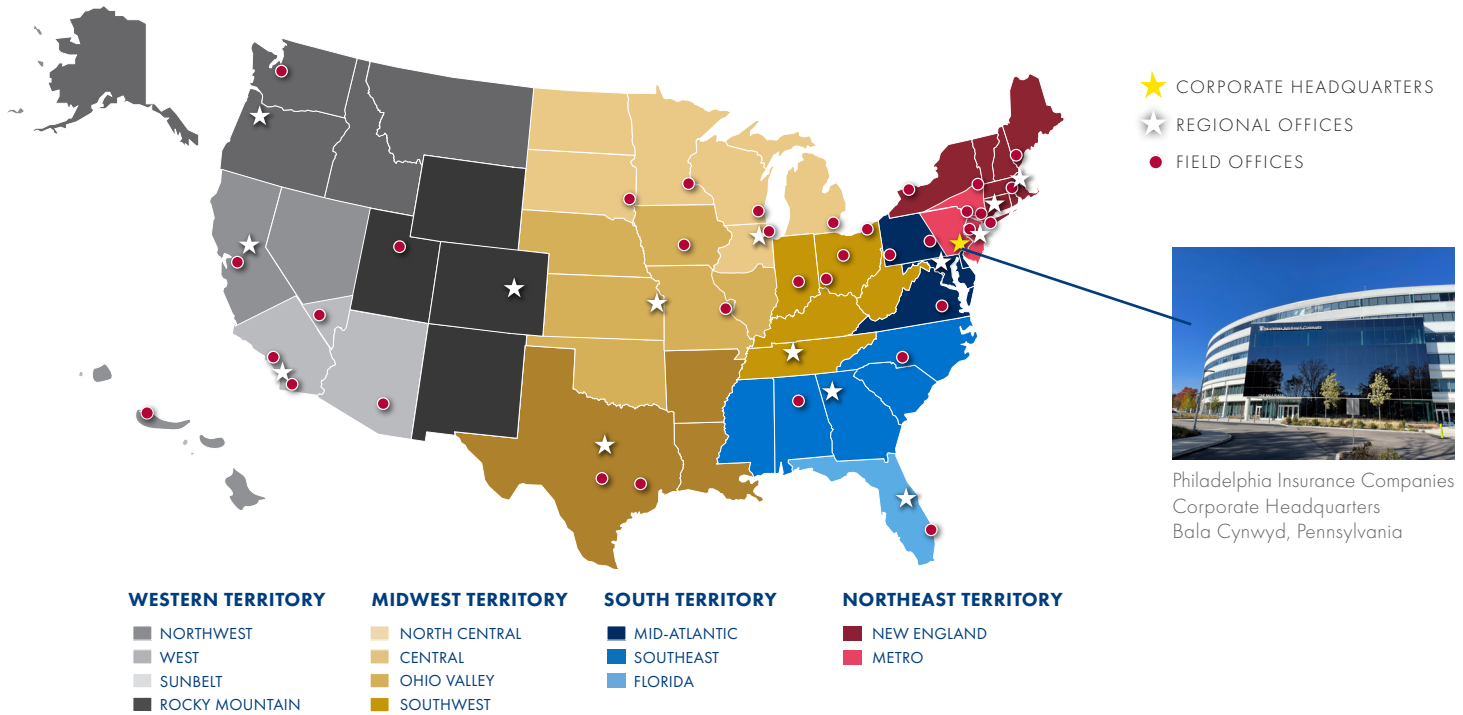 CORPORATE HEADQUARTERS
REGIONAL OFFICES
FIELD OFFICES
Philadelphia Insurance Companies
Corporate Headquarters
Bala Cynwyd, Pennsylvania
WESTERN TERRITORY
NORTHWEST
WEST
SUNBELT
ROCKY MOUNTAIN
MIDWEST TERRITORY
NORTH CENTRAL
CENTRAL
OHIO VALLEY
SOUTHWEST
SOUTH TERRITORY
MID-ATLANTIC
SOUTHEAST
FLORIDA
NORTHEAST TERRITORY
NEW ENGLAND
METRO